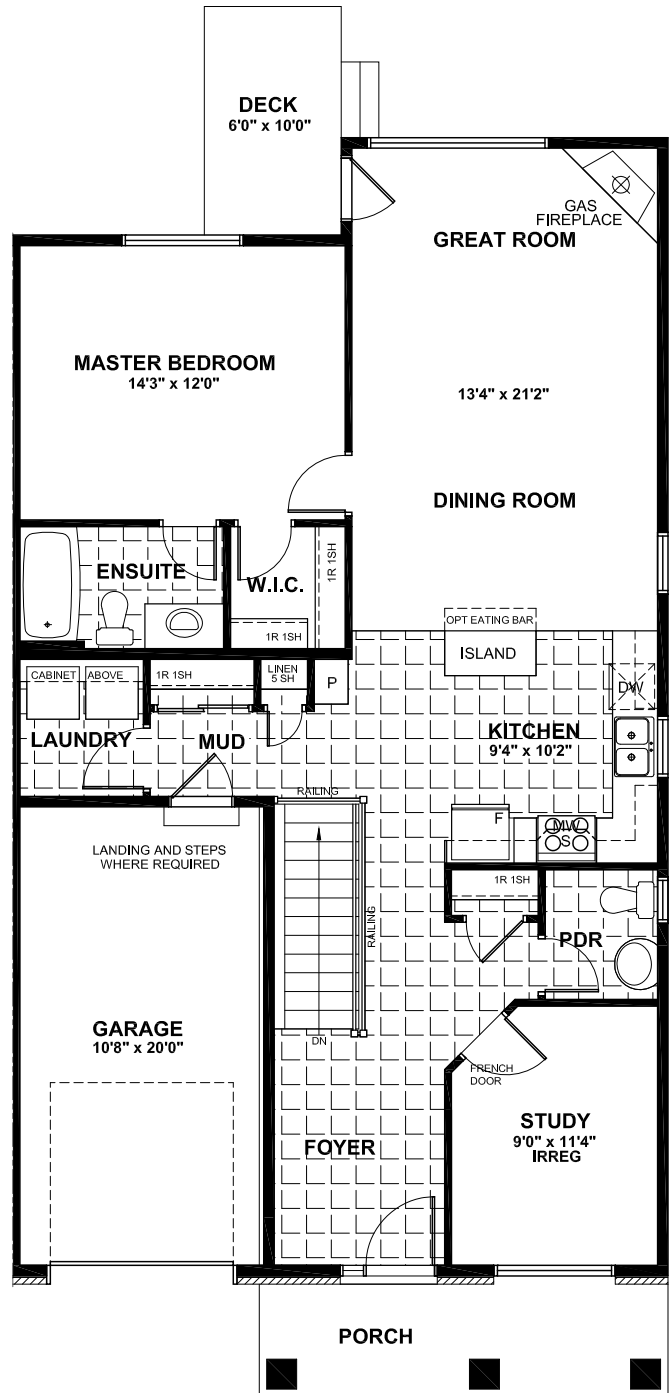 DECK
6'0" x 10'0"
GAS
FIREPLACE
GREAT ROOM
MASTER BEDROOM
14'3" x 12'0"
13'4" x 21'2"
DINING ROOM
ENSUITE
W.I.C.
1R 1SH
1R 1SH
OPT EATING BAR
ISLAND
CABINET
ABOVE
1R 1SH
LINEN
5 SH
P
DW
LAUNDRY
MUD
KITCHEN
9'4" x 10'2"
RAILING
F
MW
S
LANDING AND STEPS
WHERE REQUIRED
1R 1SH
RAILING
PDR
GARAGE
10'8" x 20'0"
DN
FRENCH
DOOR
STUDY
9'0" x 11'4"
IRREG
FOYER
PORCH